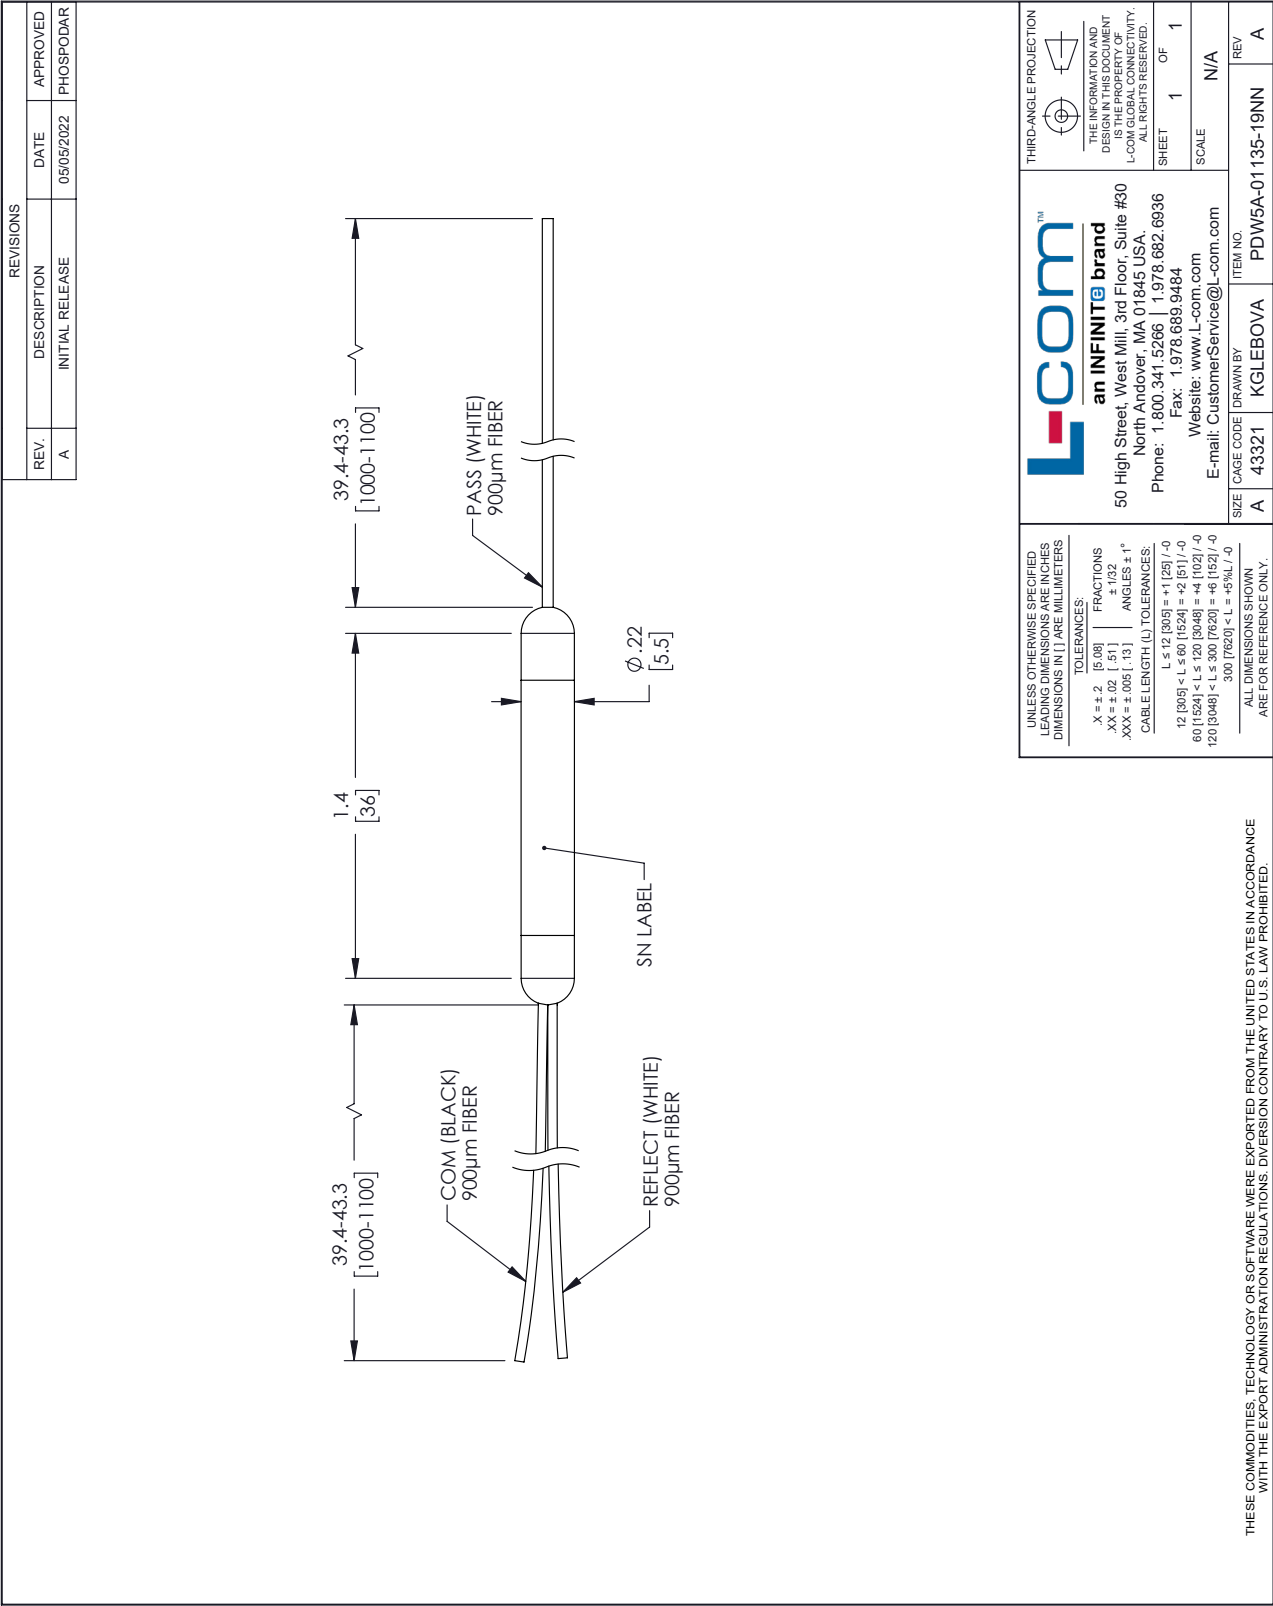 REVISIONS
REV. DESCRIPTION DATE APPROVED
A INITIAL RELEASE 05/05/2022 PHOSPODAR
39.4-43.3
[1000-1100]
1.4
[36]
39.4-43.3
[1000-1100]
COM (BLACK)
900µm FIBER
PASS (WHITE)
900µm FIBER
REFLECT (WHITE)
900µm FIBER
SN LABEL
Ø.22
[5.5]
UNLESS OTHERWISE SPECIFIED
LEADING DIMENSIONS ARE INCHES
DIMENSIONS IN [ ] ARE MILLIMETERS
TOLERANCES:
.X = ± .2 [5.08] FRACTIONS
.XX = ± .02 [ .51 ] ± 1/32
.XXX = ± .005 [ .13 ] ANGLES ± 1°
CABLE LENGTH (L) TOLERANCES:
L ≤ 12 [305] = +1 [25] / -0
12 [305] < L ≤ 60 [1524] = +2 [51] / -0
60 [1524] < L ≤ 120 [3048] = +4 [102] / -0
120 [3048] < L ≤ 300 [7620] = +6 [152] / -0
300 [7620] < L = +5%L / -0
ALL DIMENSIONS SHOWN
ARE FOR REFERENCE ONLY.
L-com™
an INFINITe brand
50 High Street, West Mill, 3rd Floor, Suite #30
North Andover, MA 01845 USA.
Phone: 1.800.341.5266 | 1.978.682.6936
Fax: 1.978.689.9484
Website: www.L-com.com
E-mail: CustomerService@L-com.com
THIRD-ANGLE PROJECTION
THE INFORMATION AND
DESIGN IN THIS DOCUMENT
IS THE PROPERTY OF
L-COM GLOBAL CONNECTIVITY.
ALL RIGHTS RESERVED.
SHEET 1 OF 1
SCALE N/A
SIZE CAGE CODE DRAWN BY ITEM NO. REV
A 43321 KGLEBOVA PDW5A-01135-19NN A
THESE COMMODITIES, TECHNOLOGY OR SOFTWARE WERE EXPORTED FROM THE UNITED STATES IN ACCORDANCE
WITH THE EXPORT ADMINISTRATION REGULATIONS. DIVERSION CONTRARY TO U.S. LAW PROHIBITED.